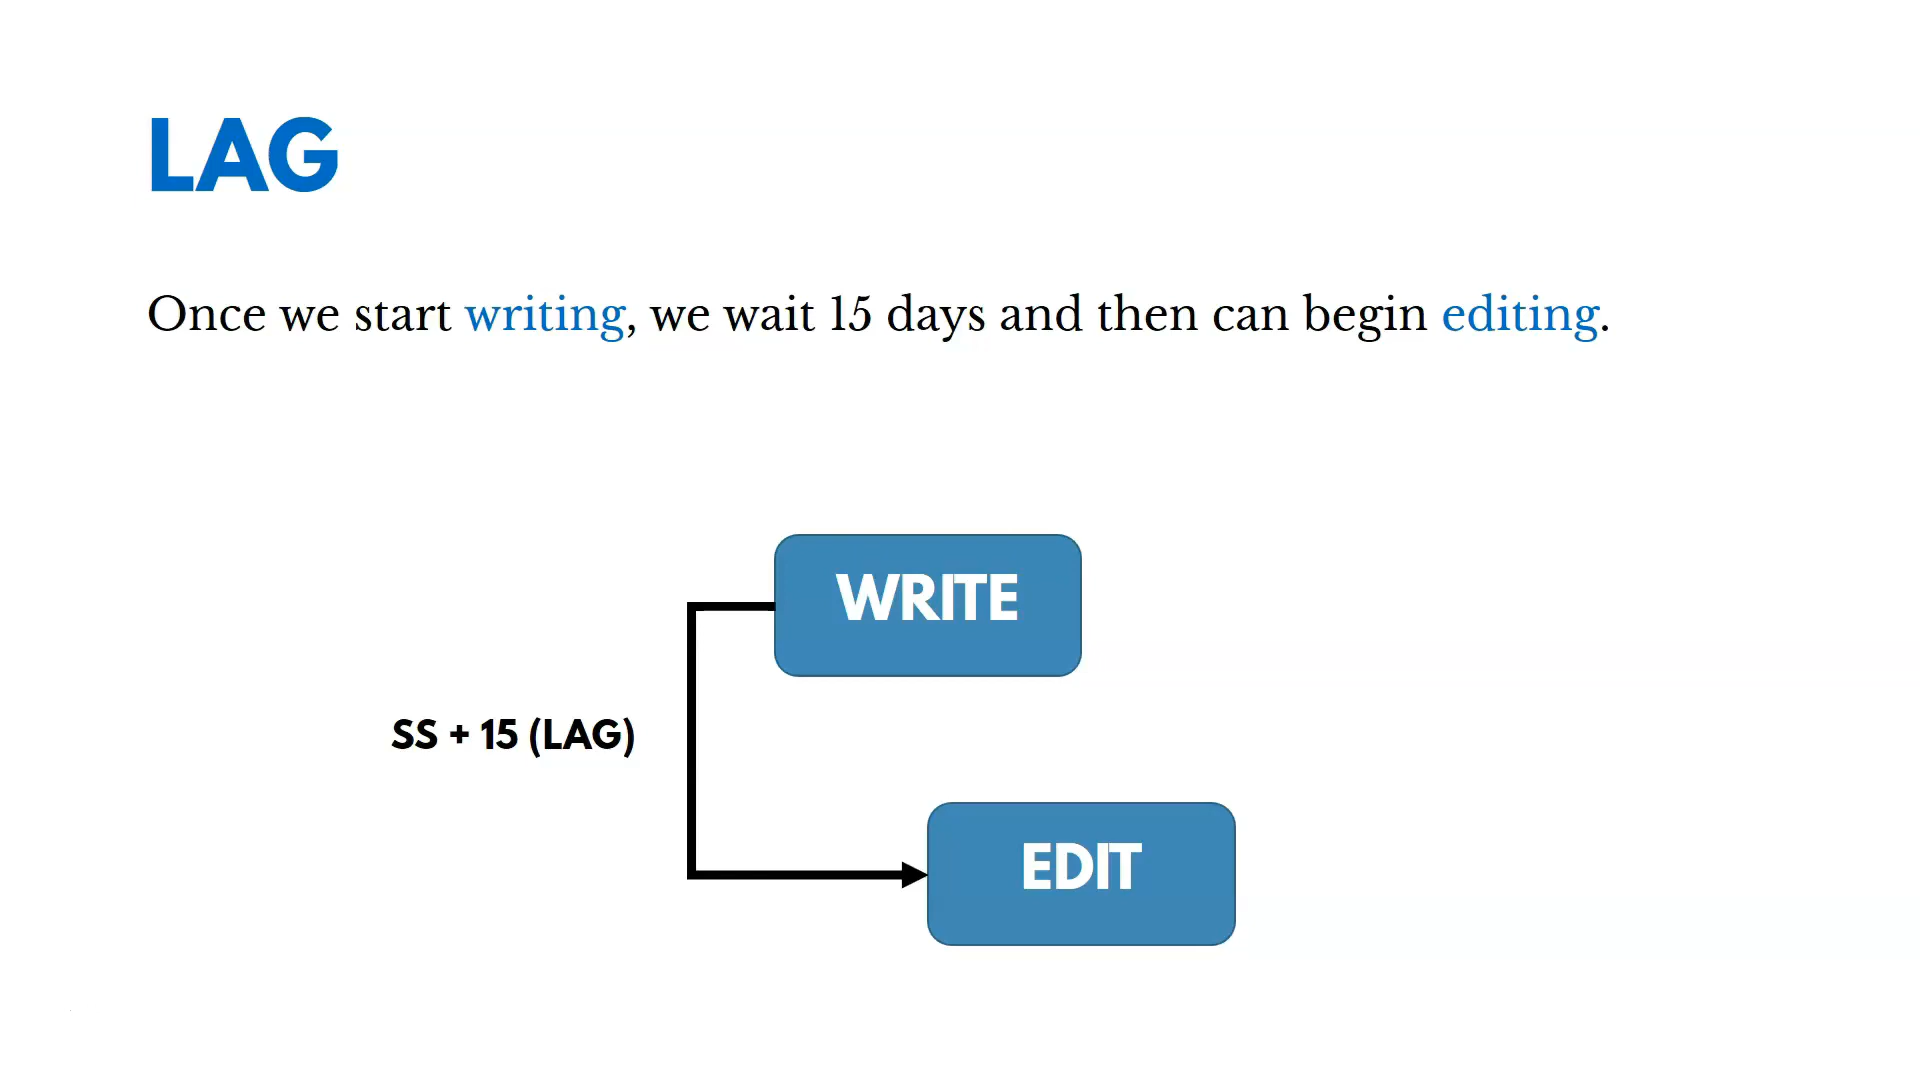 LAG
Once we start writing, we wait 15 days and then can begin editing.
WRITE
SS + 15 (LAG)
EDIT